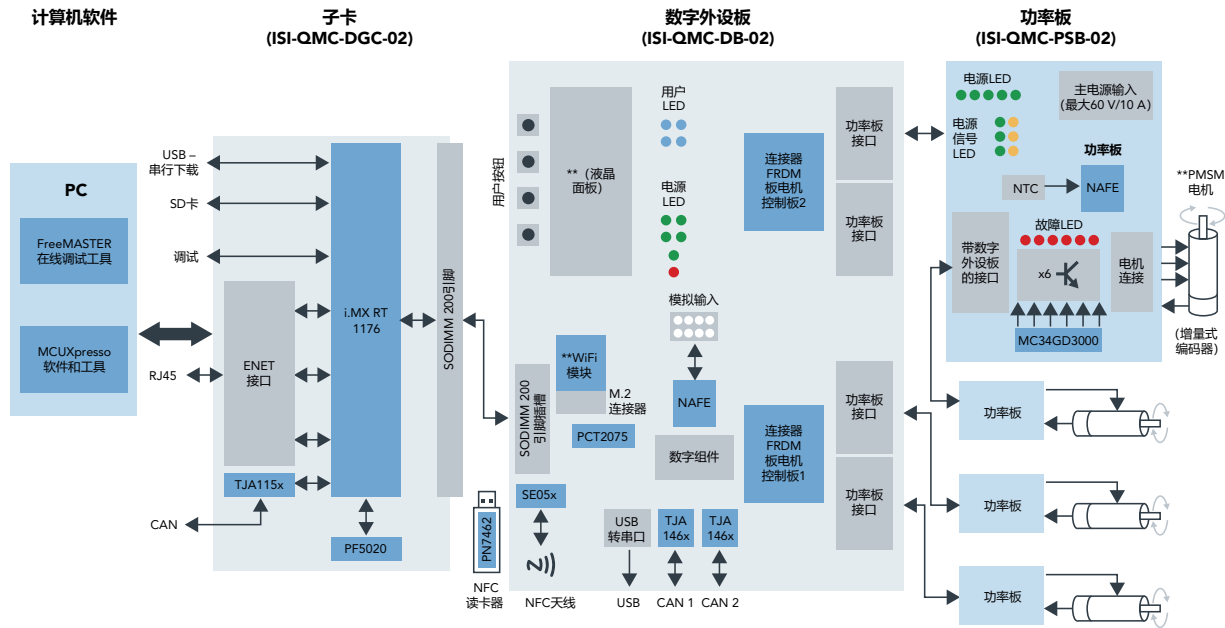 计算机软件
子卡
(ISI-QMC-DGC-02)
数字外设板
(ISI-QMC-DB-02)
功率板
(ISI-QMC-PSB-02)
PC
FreeMASTER
在线调试工具
MCUXpresso
软件和工具
USB –
串行下载
SD卡
调试
RJ45
CAN
ENET
接口
TJA115x
i.MX RT
1176
PF5020
SODIMM 200引脚
用户按钮
**（液晶
面板）
用户
LED
电源
LED
模拟输入
NAFE
数字组件
SODIMM 200
引脚插槽
**WiFi
模块
M.2
连接器
PCT2075
SE05x
PN7462
NFC
读卡器
NFC天线
USB
转串口
TJA
146x
TJA
146x
USB
CAN 1
CAN 2
连接器
FRDM
板电机
控制板2
连接器
FRDM
板电机
控制板1
功率板
接口
功率板
接口
功率板
接口
功率板
接口
电源LED
主电源输入
(最大60 V/10 A)
电源
信号
LED
功率板
NTC
NAFE
故障LED
带数字
外设板
的接口
x6
电机
连接
MC34GD3000
**PMSM
电机
(增量式
编码器)
功率板
功率板
功率板